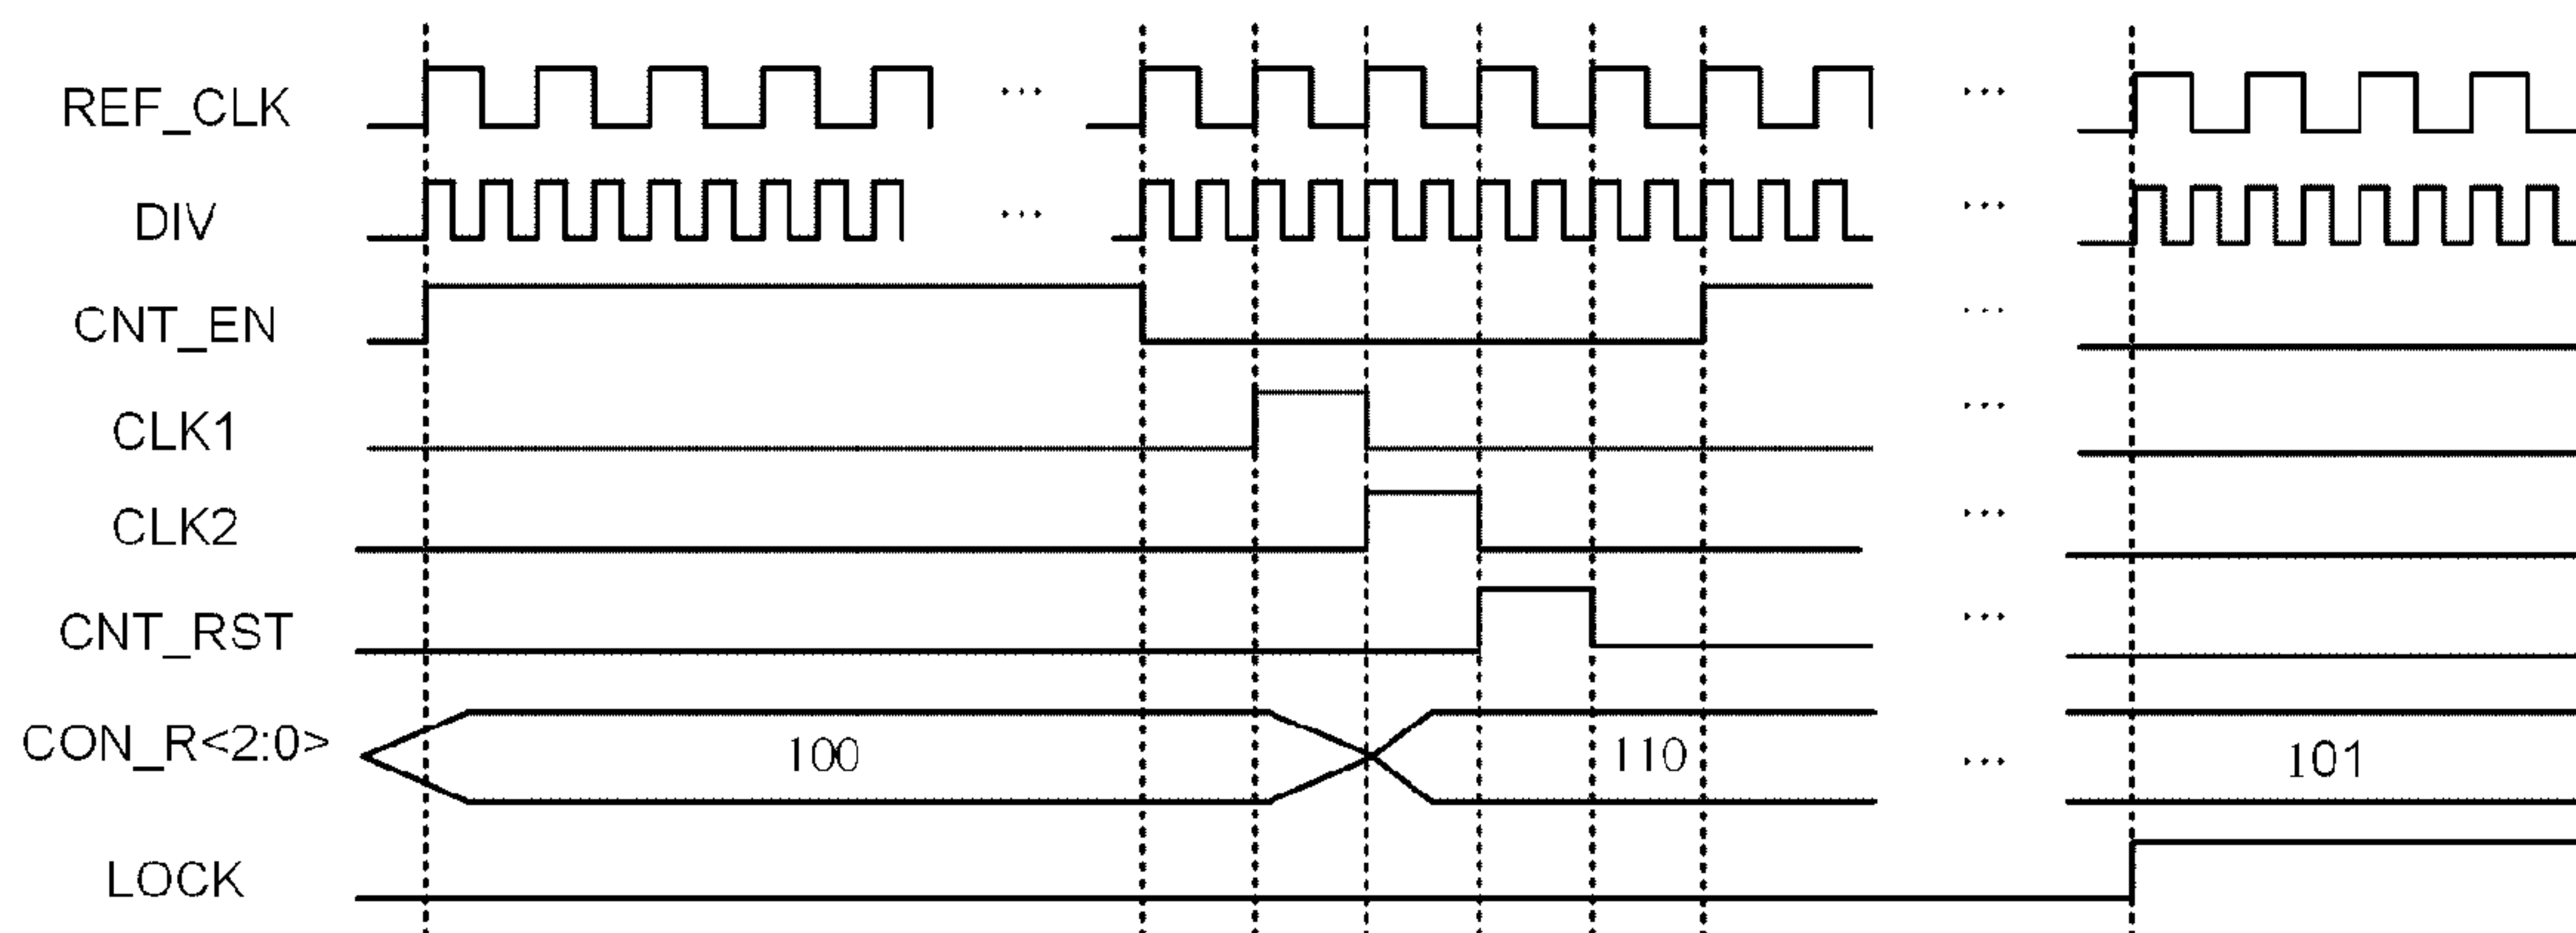 REF_CLK ... ...
DIV ... ...
CNT_EN ...
CLK1 ...
CLK2 ...
CNT_RST ...
CON_R<2:0> 100 110 ... 101
LOCK